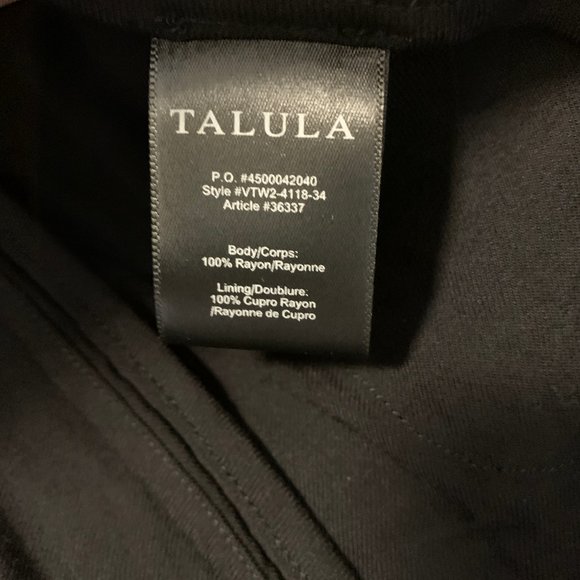 TALULA
P.O. #4500042040
Style #VTW2-4118-34
Article #36337
Body/Corps:
100% Rayon/Rayonne
Lining/Doublure:
100% Cupro Rayon
/Rayonne de Cupro